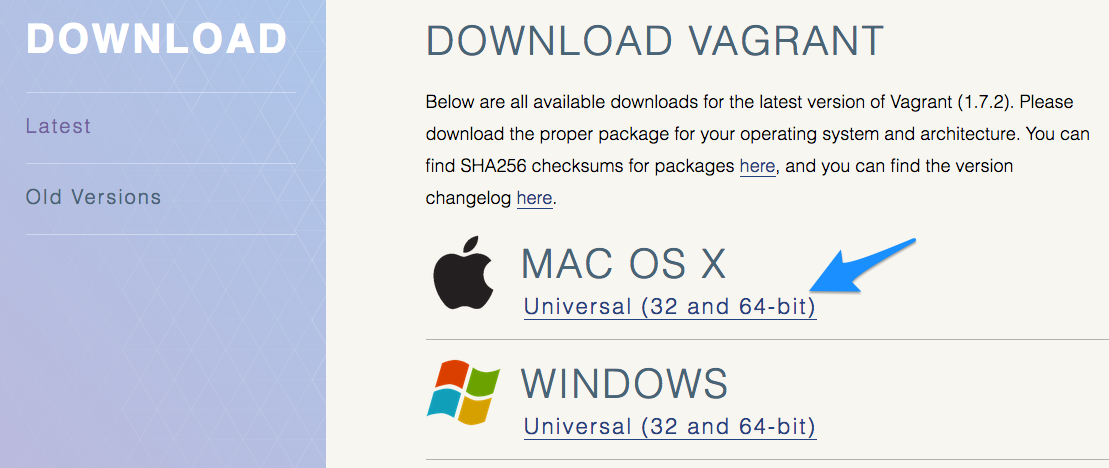 DOWNLOAD
Latest
Old Versions
DOWNLOAD VAGRANT
Below are all available downloads for the latest version of Vagrant (1.7.2). Please
download the proper package for your operating system and architecture. You can
find SHA256 checksums for packages here, and you can find the version
changelog here.
MAC OS X
Universal (32 and 64-bit)
WINDOWS
Universal (32 and 64-bit)